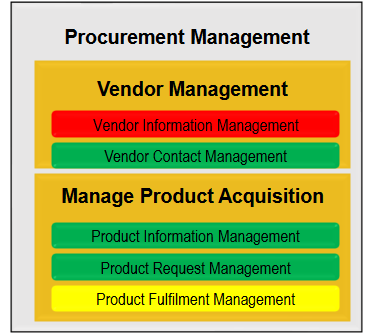 Procurement Management
Vendor Management
Vendor Information Management
Vendor Contact Management
Manage Product Acquisition
Product Information Management
Product Request Management
Product Fulfilment Management